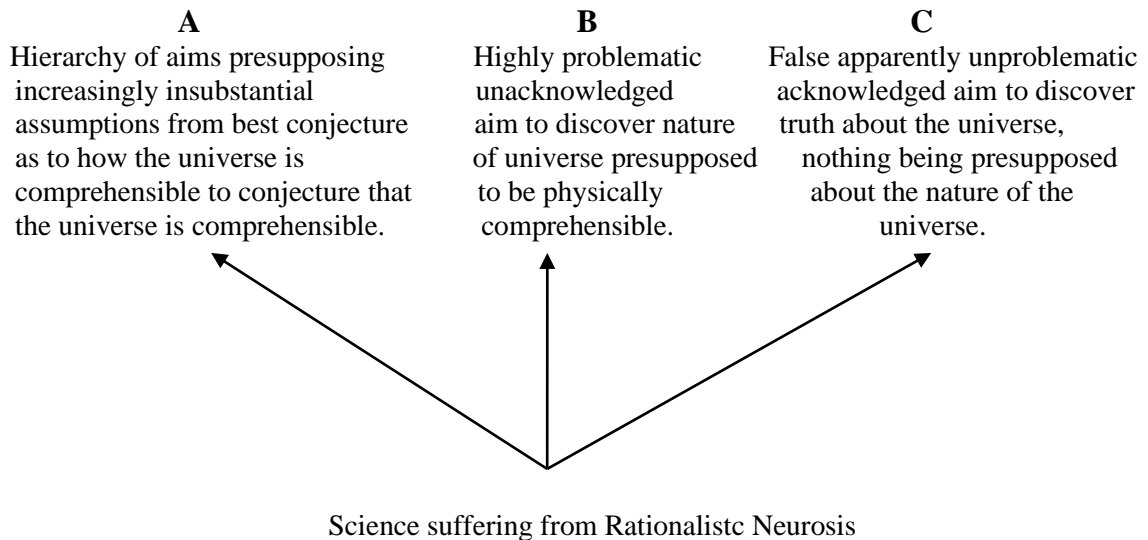 A
Hierarchy of aims presupposing
increasingly insubstantial
assumptions from best conjecture
as to how the universe is
comprehensible to conjecture that
the universe is comprehensible.
B
Highly problematic
unacknowledged
aim to discover nature
of universe presupposed
to be physically
comprehensible.
C
False apparently unproblematic
acknowledged aim to discover
truth about the universe,
nothing being presupposed
about the nature of the
universe.
Science suffering from Rationalistc Neurosis